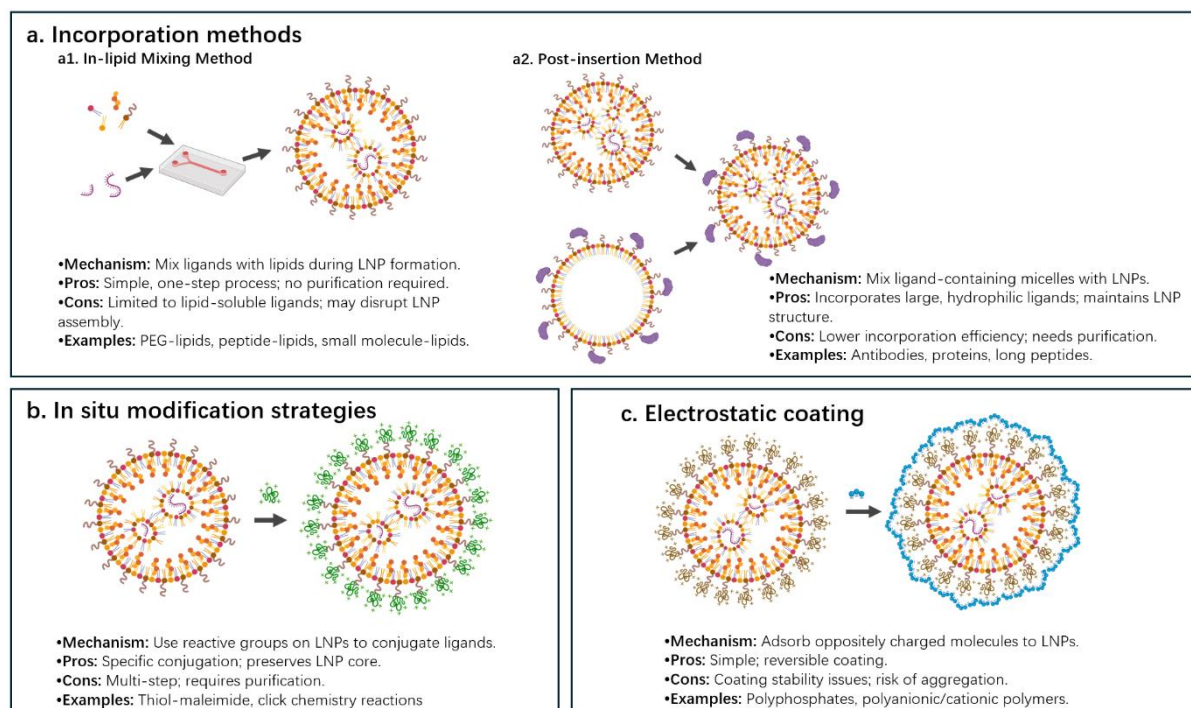 a. Incorporation methods
a1. In-lipid Mixing Method
•Mechanism: Mix ligands with lipids during LNP formation.
•Pros: Simple, one-step process; no purification required.
•Cons: Limited to lipid-soluble ligands; may disrupt LNP
assembly.
•Examples: PEG-lipids, peptide-lipids, small molecule-lipids.
a2. Post-insertion Method
•Mechanism: Mix ligand-containing micelles with LNPs.
•Pros: Incorporates large, hydrophilic ligands; maintains LNP
structure.
•Cons: Lower incorporation efficiency; needs purification.
•Examples: Antibodies, proteins, long peptides.
b. In situ modification strategies
•Mechanism: Use reactive groups on LNPs to conjugate ligands.
•Pros: Specific conjugation; preserves LNP core.
•Cons: Multi-step; requires purification.
•Examples: Thiol-maleimide, click chemistry reactions
c. Electrostatic coating
•Mechanism: Adsorb oppositely charged molecules to LNPs.
•Pros: Simple; reversible coating.
•Cons: Coating stability issues; risk of aggregation.
•Examples: Polyphosphates, polyanionic/cationic polymers.